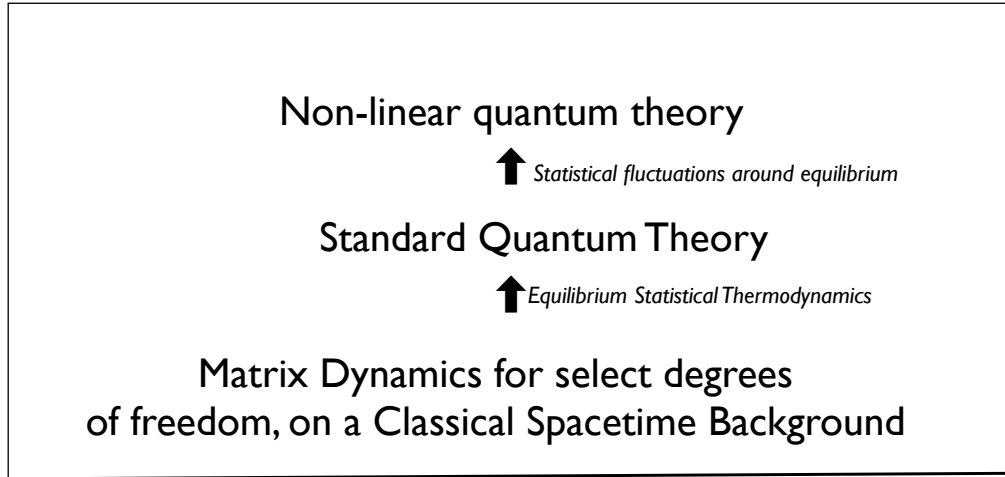 Non-linear quantum theory
Statistical fluctuations around equilibrium
Standard Quantum Theory
Equilibrium Statistical Thermodynamics
Matrix Dynamics for select degrees
of freedom, on a Classical Spacetime Background